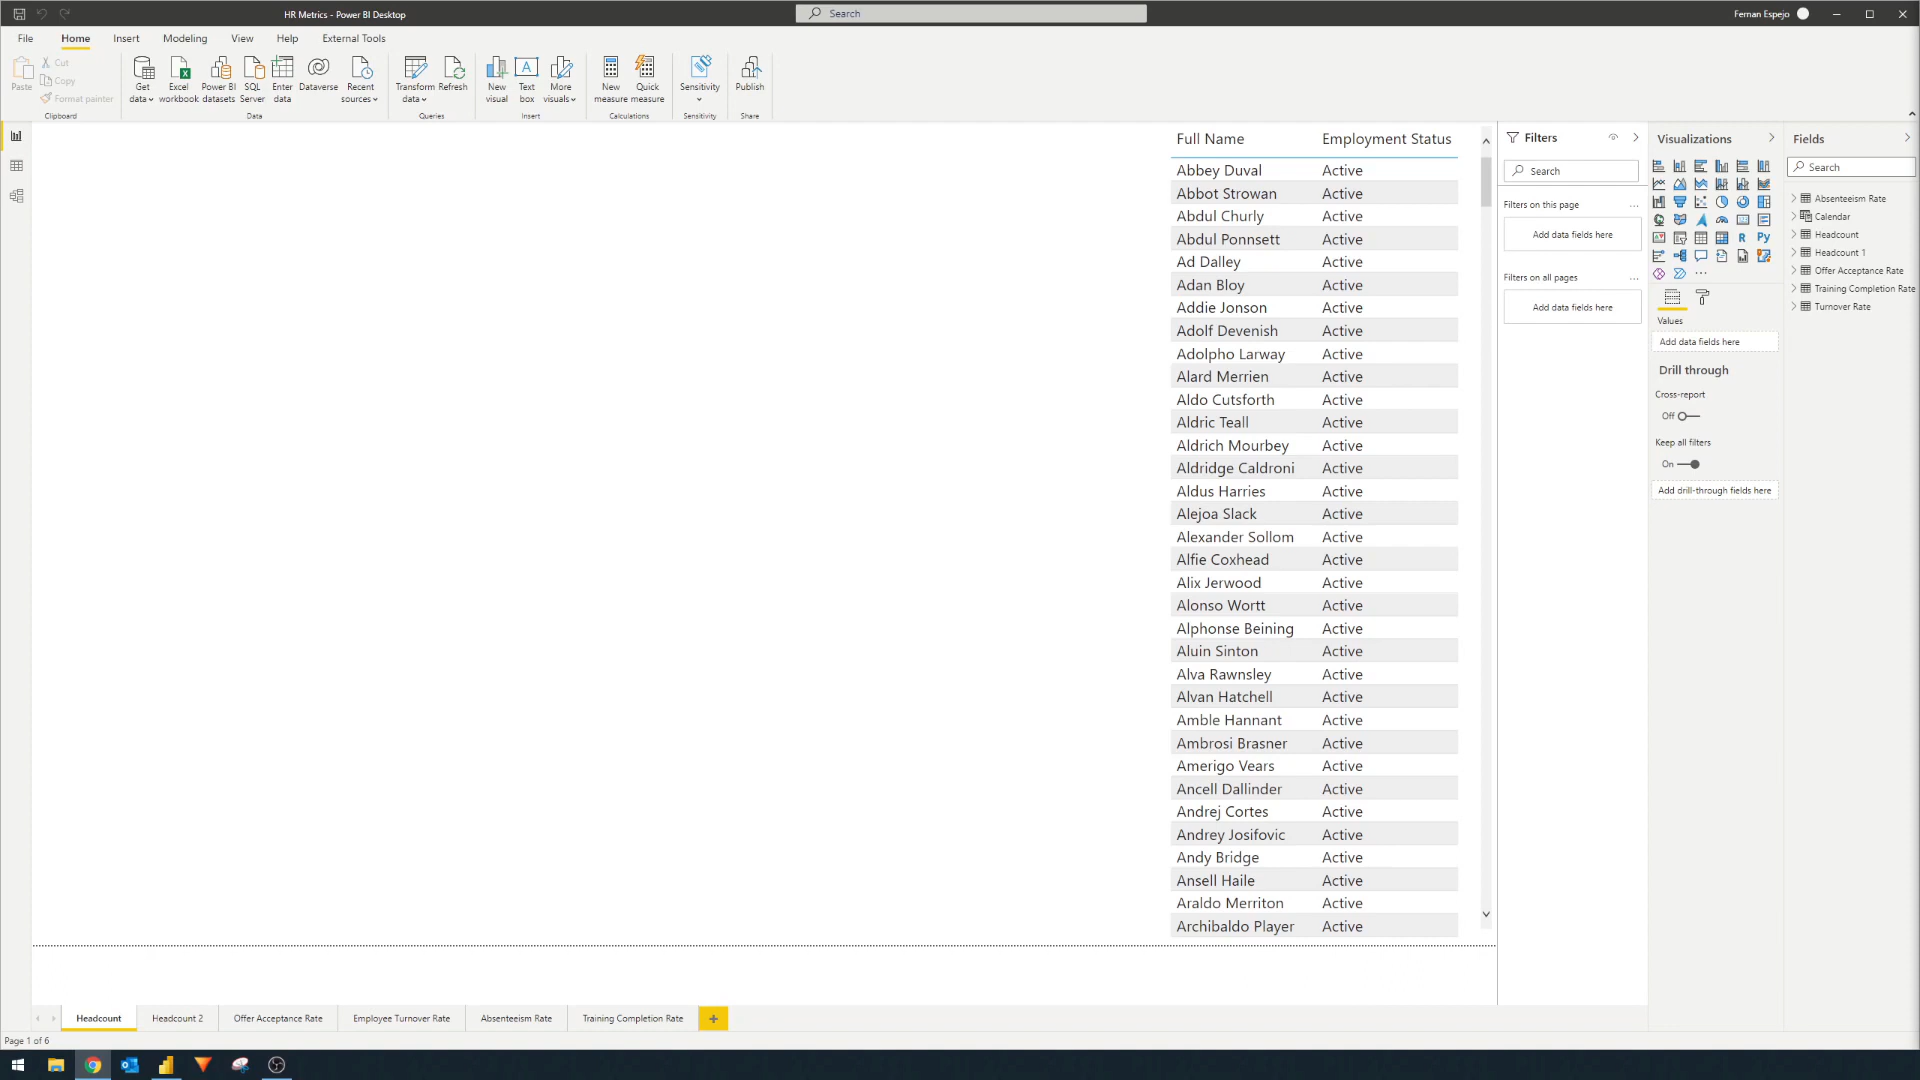 HR Metrics - Power BI Desktop
Search
Fernan Espejo
File Home Insert Modeling View Help External Tools
Paste
Cut
Copy
Format painter
Clipboard
Get data
Excel workbook
Power BI datasets
SQL Server
Enter data
Dataverse
Recent sources
Data
Transform data
Refresh
Queries
New visual
Text box
More visuals
Insert
New measure
Quick measure
Calculations
Sensitivity
Sensitivity
Publish
Share
Full Name Employment Status
Abbey Duval Active
Abbot Strowan Active
Abdul Churly Active
Abdul Ponnsett Active
Ad Dalley Active
Adan Bloy Active
Addie Jonson Active
Adolf Devenish Active
Adolpho Larway Active
Alard Merrien Active
Aldo Cutsforth Active
Aldric Teall Active
Aldrich Mourbey Active
Aldridge Caldroni Active
Aldus Harries Active
Alejoa Slack Active
Alexander Sollom Active
Alfie Coxhead Active
Alix Jerwood Active
Alonso Wortt Active
Alphonse Beining Active
Aluin Sinton Active
Alva Rawnsley Active
Alvan Hatchell Active
Amble Hannant Active
Ambrosi Brasner Active
Amerigo Vears Active
Ancell Dallinder Active
Andrej Cortes Active
Andrey Josifovic Active
Andy Bridge Active
Ansell Haile Active
Araldo Merriton Active
Archibaldo Player Active
Filters
Search
Filters on this page
Add data fields here
Filters on all pages
Add data fields here
Visualizations
R Py
Values
Add data fields here
Drill through
Cross-report
Off
Keep all filters
On
Add drill-through fields here
Fields
Search
Absenteeism Rate
Calendar
Headcount
Headcount 1
Offer Acceptance Rate
Training Completion Rate
Turnover Rate
Headcount Headcount 2 Offer Acceptance Rate Employee Turnover Rate Absenteeism Rate Training Completion Rate
Page 1 of 6